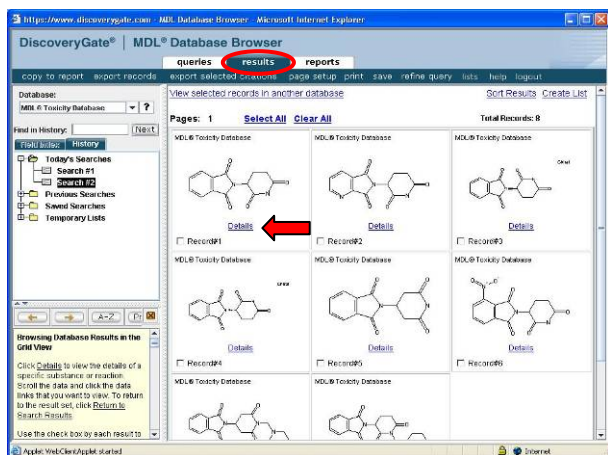 https://www.discoverygate.com - MDL Database Browser - Microsoft Internet Explorer
DiscoveryGate® | MDL® Database Browser
queries results reports
copy to report export records export selected citations page setup print save refine query lists help logout
Database:
MDL® Toxicity Database ?
Find in History: Next
Field Index History
Today's Searches
Search #1
Search #2
Previous Searches
Saved Searches
Temporary Lists
A-Z
Browsing Database Results in the
Grid View
Click Details to view the details of a
specific substance or reaction.
Scroll the data and click the data
links that you want to view. To return
to the result set, click Return to
Search Results.
Use the check box by each result to
View selected records in another database Sort Results Create List
Pages: 1 Select All Clear All Total Records: 8
MDL® Toxicity Database MDL® Toxicity Database MDL® Toxicity Database
Details Details Details
Record#1 Record#2 Record#3
MDL® Toxicity Database MDL® Toxicity Database MDL® Toxicity Database
Details Details Details
Record#4 Record#5 Record#6
MDL® Toxicity Database MDL® Toxicity Database
Applet WebClientApplet started Internet